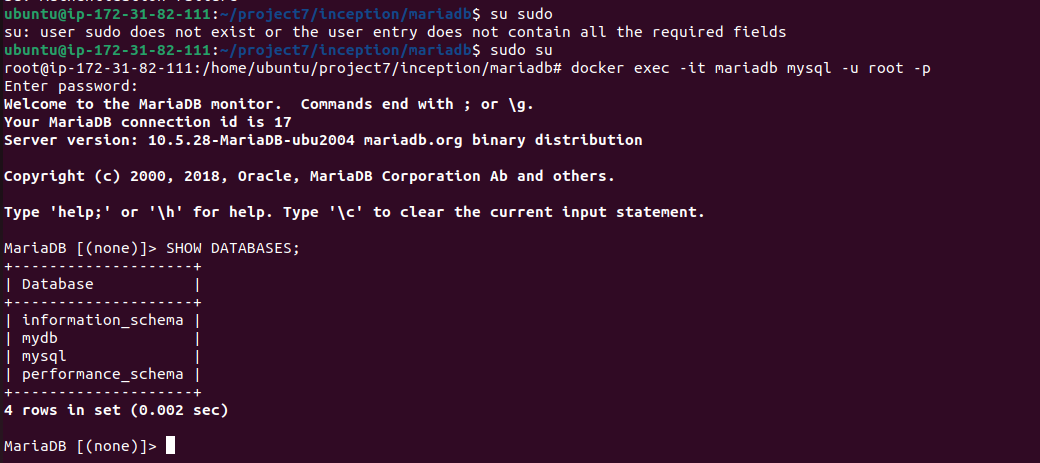 ubuntu@ip-172-31-82-111:~/project7/inception/mariadb$ su sudo
su: user sudo does not exist or the user entry does not contain all the required fields
ubuntu@ip-172-31-82-111:~/project7/inception/mariadb$ sudo su
root@ip-172-31-82-111:/home/ubuntu/project7/inception/mariadb# docker exec -it mariadb mysql -u root -p
Enter password:
Welcome to the MariaDB monitor.  Commands end with ; or \g.
Your MariaDB connection id is 17
Server version: 10.5.28-MariaDB-ubu2004 mariadb.org binary distribution

Copyright (c) 2000, 2018, Oracle, MariaDB Corporation Ab and others.

Type 'help;' or '\h' for help. Type '\c' to clear the current input statement.

MariaDB [(none)]> SHOW DATABASES;
+--------------------+
| Database           |
+--------------------+
| information_schema |
| mydb               |
| mysql              |
| performance_schema |
+--------------------+
4 rows in set (0.002 sec)

MariaDB [(none)]>